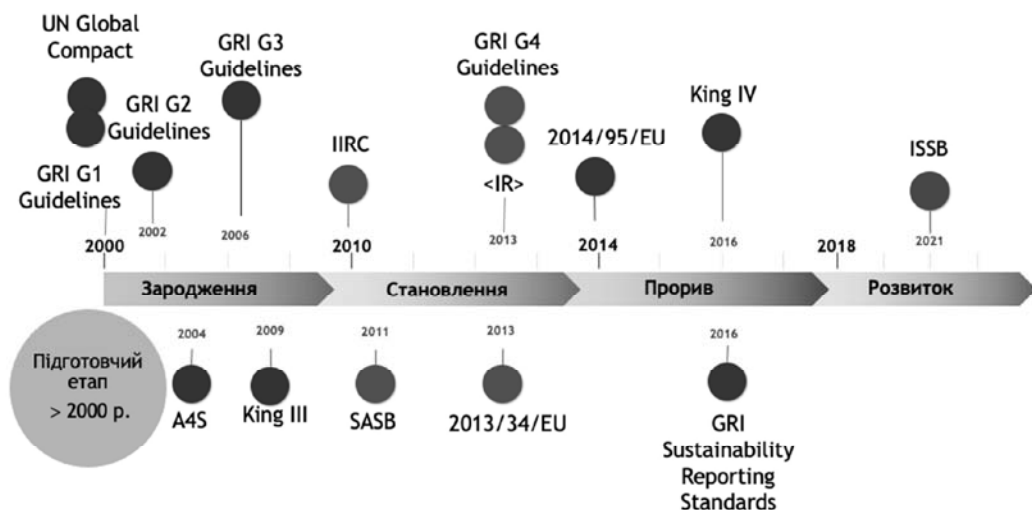 UN Global
Compact
GRI G1
Guidelines
GRI G2
Guidelines
GRI G3
Guidelines
IIRC
GRI G4
Guidelines
<IR>
2014/95/EU
King IV
ISSB
2000
2002
2006
2010
2013
2014
2016
2018
2021
Зародження
Становлення
Прорив
Розвиток
Підготовчий
етап
> 2000 р.
2004
A4S
2009
King III
2011
SASB
2013
2013/34/EU
2016
GRI
Sustainability
Reporting
Standards